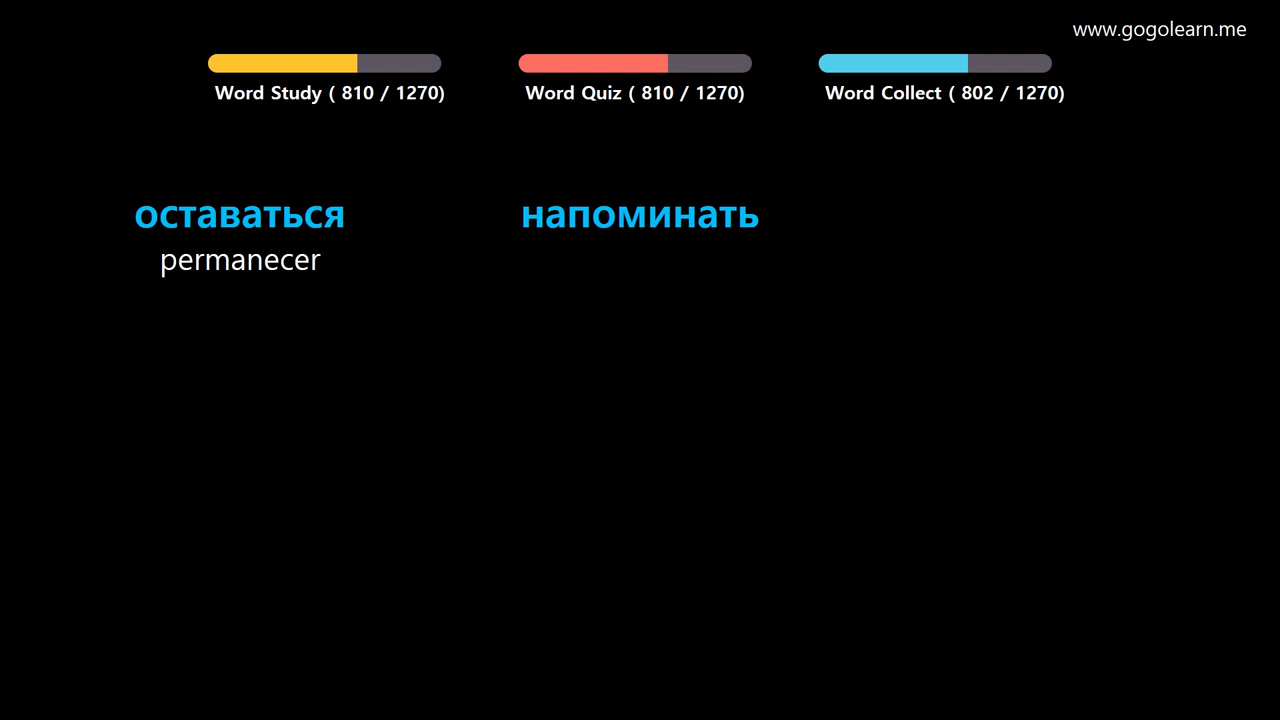 www.gogolearn.me
Word Study ( 810 / 1270)
Word Quiz ( 810 / 1270)
Word Collect ( 802 / 1270)
оставаться
permanecer
напоминать